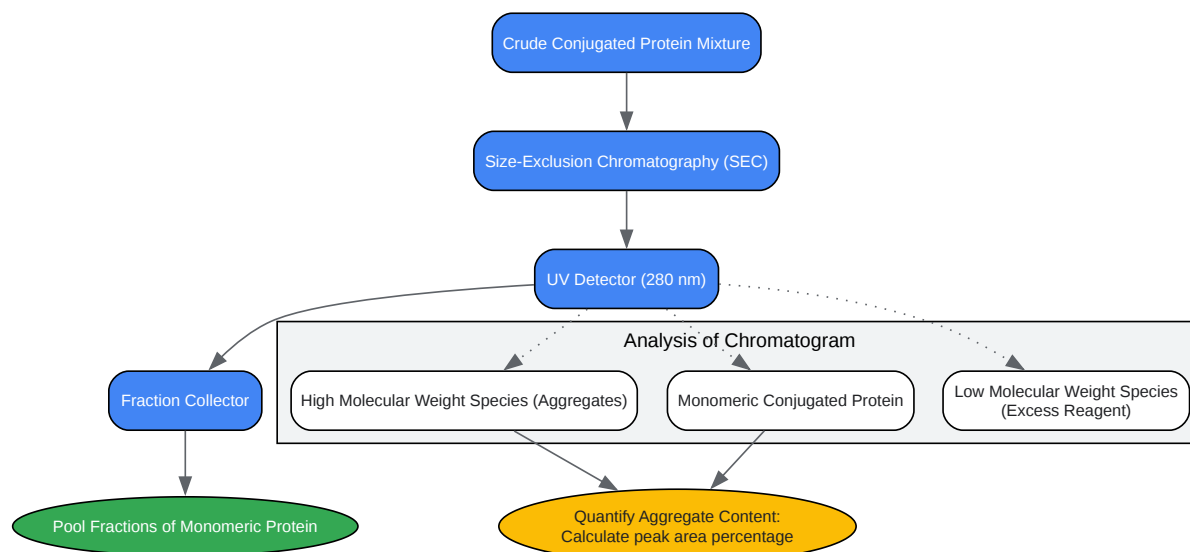 Crude Conjugated Protein Mixture
Size-Exclusion Chromatography (SEC)
UV Detector (280 nm)
Analysis of Chromatogram
Fraction Collector
High Molecular Weight Species (Aggregates)
Monomeric Conjugated Protein
Low Molecular Weight Species
(Excess Reagent)
Pool Fractions of Monomeric Protein
Quantify Aggregate Content:
Calculate peak area percentage